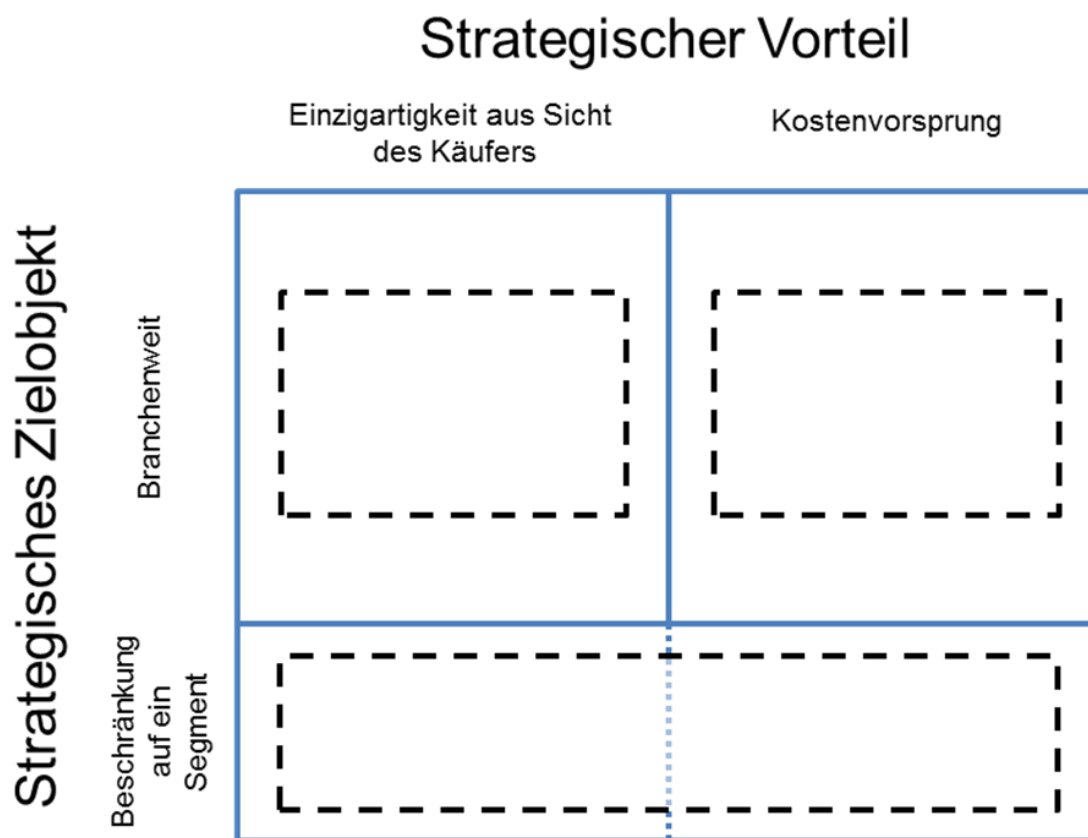 Strategischer Vorteil
Einzigartigkeit aus Sicht
des Käufers
Kostenvorsprung
Strategisches Zielobjekt
Branchenweit
Beschränkung
auf ein
Segment